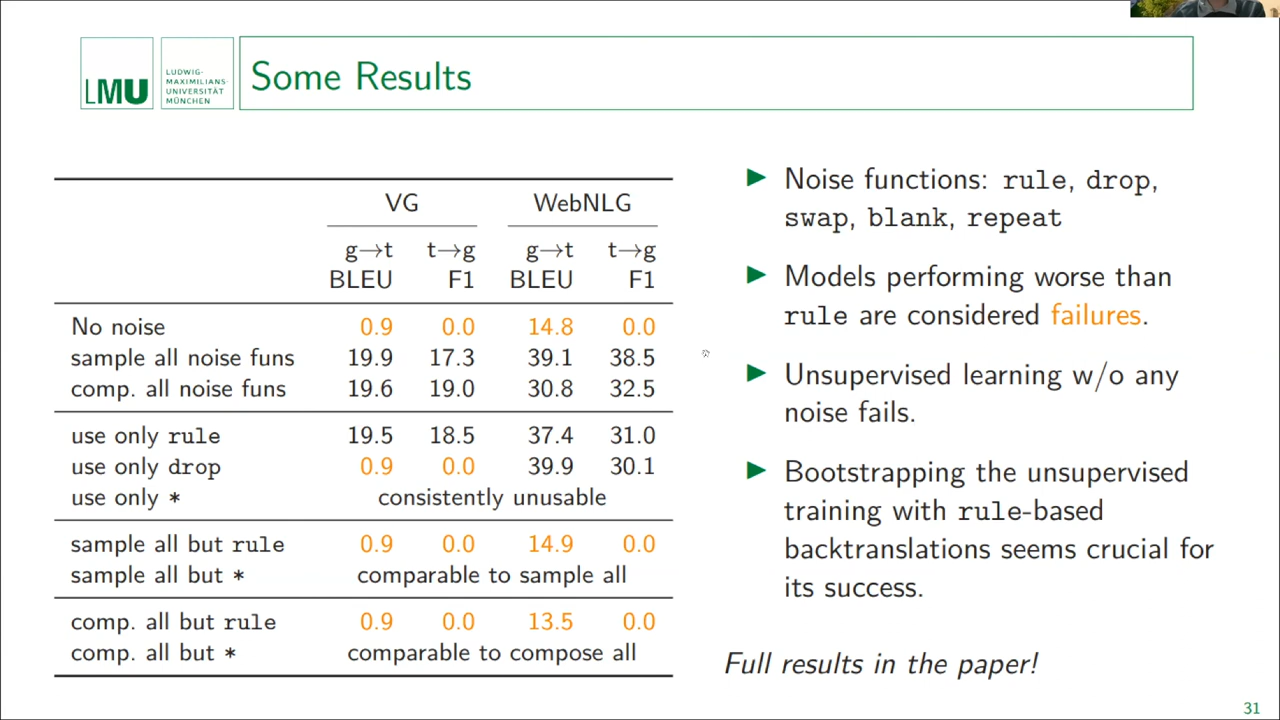 LMU
LUDWIG-
MAXIMILIANS-
UNIVERSITÄT
MÜNCHEN
Some Results
VG WebNLG
g→t t→g g→t t→g
BLEU F1 BLEU F1
No noise 0.9 0.0 14.8 0.0
sample all noise funs 19.9 17.3 39.1 38.5
comp. all noise funs 19.6 19.0 30.8 32.5
use only rule 19.5 18.5 37.4 31.0
use only drop 0.9 0.0 39.9 30.1
use only * consistently unusable
sample all but rule 0.9 0.0 14.9 0.0
sample all but * comparable to sample all
comp. all but rule 0.9 0.0 13.5 0.0
comp. all but * comparable to compose all
▶ Noise functions: rule, drop,
swap, blank, repeat
▶ Models performing worse than
rule are considered failures.
▶ Unsupervised learning w/o any
noise fails.
▶ Bootstrapping the unsupervised
training with rule-based
backtranslations seems crucial for
its success.
Full results in the paper!
31